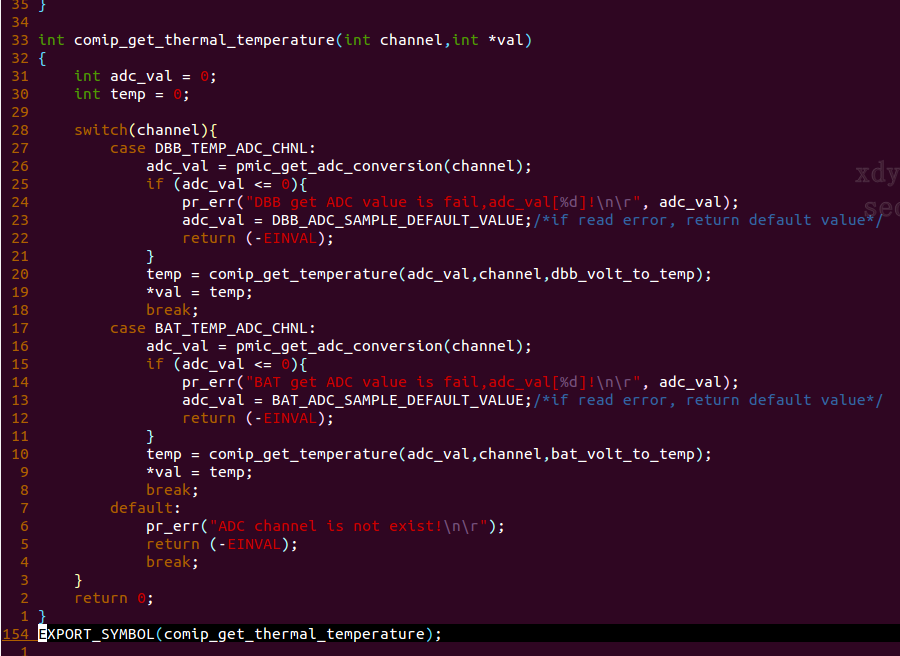 35 }
34
33 int comip_get_thermal_temperature(int channel,int *val)
32 {
31     int adc_val = 0;
30     int temp = 0;
29
28     switch(channel){
27         case DBB_TEMP_ADC_CHNL:
26             adc_val = pmic_get_adc_conversion(channel);
25             if (adc_val <= 0){
24                 pr_err("DBB get ADC value is fail,adc_val[%d]!\n\r", adc_val);
23                 adc_val = DBB_ADC_SAMPLE_DEFAULT_VALUE;/*if read error, return default value*/
22                 return (-EINVAL);
21             }
20             temp = comip_get_temperature(adc_val,channel,dbb_volt_to_temp);
19             *val = temp;
18             break;
17         case BAT_TEMP_ADC_CHNL:
16             adc_val = pmic_get_adc_conversion(channel);
15             if (adc_val <= 0){
14                 pr_err("BAT get ADC value is fail,adc_val[%d]!\n\r", adc_val);
13                 adc_val = BAT_ADC_SAMPLE_DEFAULT_VALUE;/*if read error, return default value*/
12                 return (-EINVAL);
11             }
10             temp = comip_get_temperature(adc_val,channel,bat_volt_to_temp);
9             *val = temp;
8             break;
7         default:
6             pr_err("ADC channel is not exist!\n\r");
5             return (-EINVAL);
4             break;
3     }
2     return 0;
1 }
154 EXPORT_SYMBOL(comip_get_thermal_temperature);
1